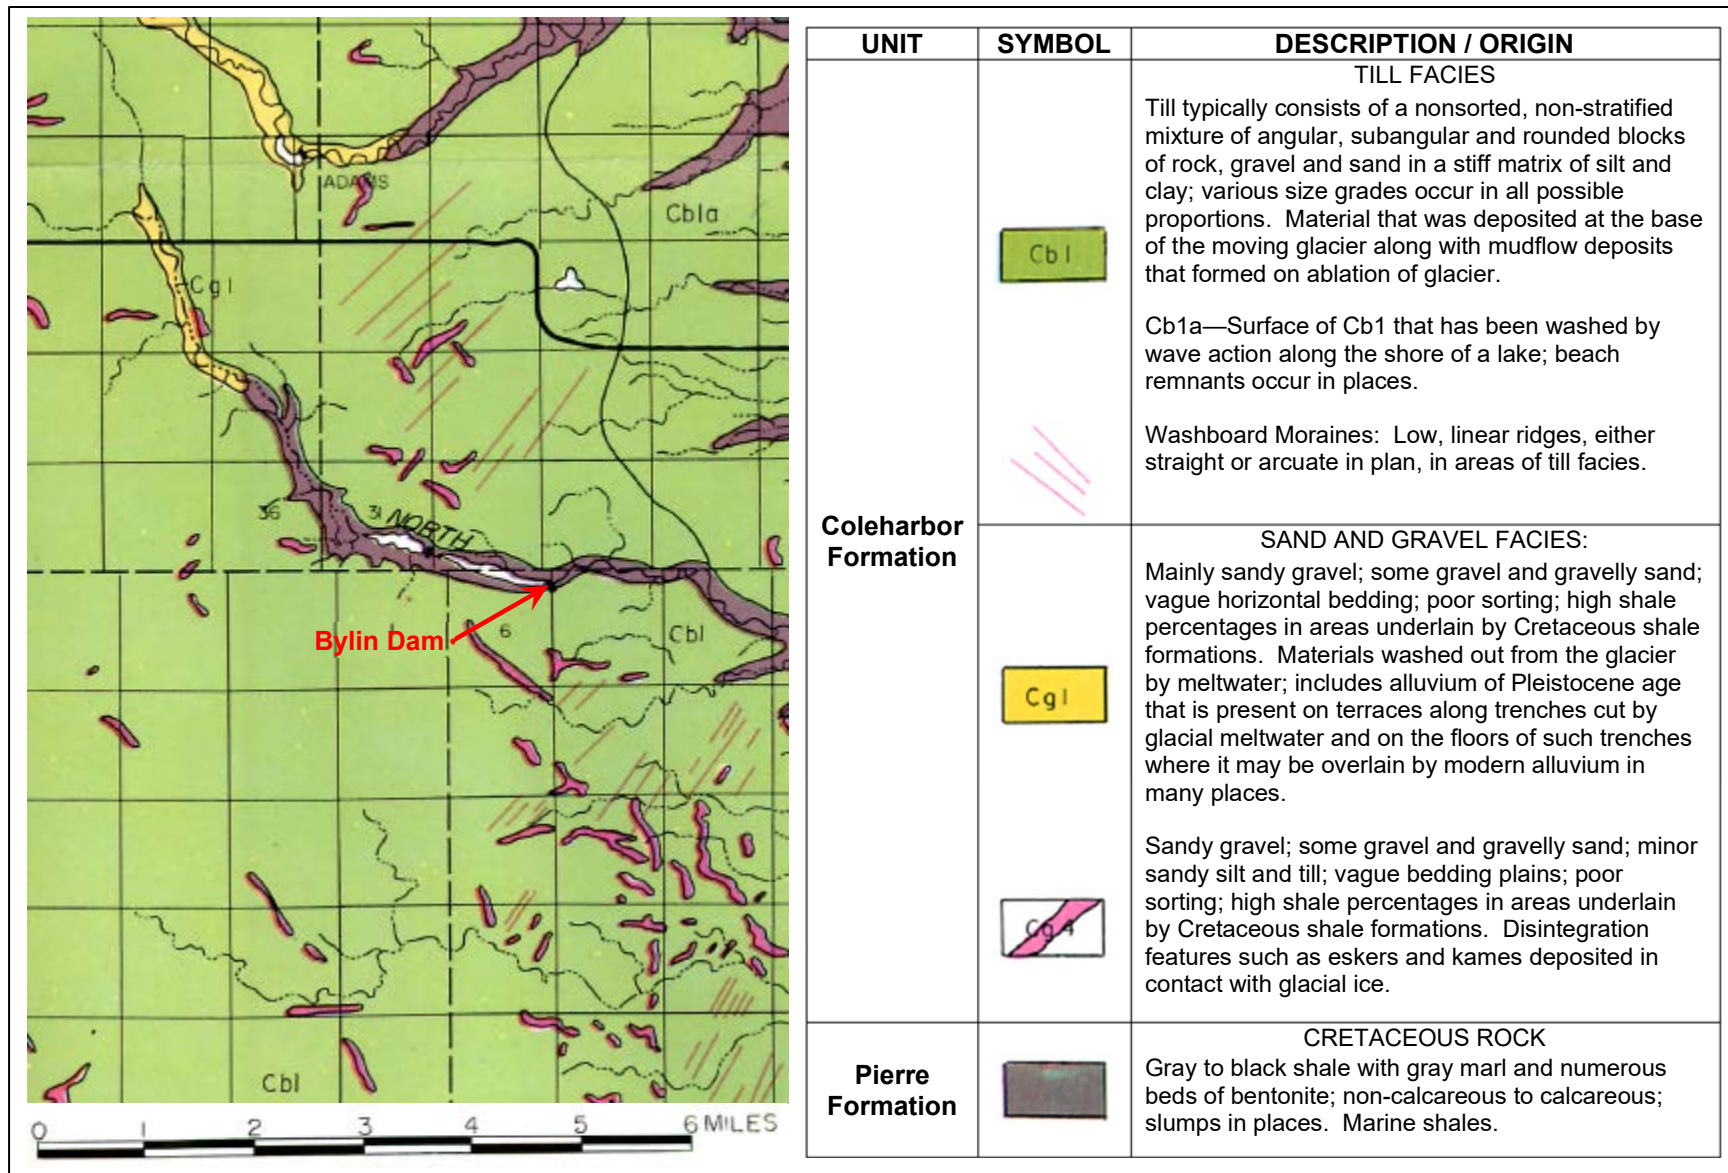 ADAMS
Cbla
Cgl
36
31
NORTH
Bylin Dam
6
Cbl
Cbl
0 1 2 3 4 5 6 MILES
UNIT SYMBOL DESCRIPTION / ORIGIN
Coleharbor
Formation
Cb l
TILL FACIES
Till typically consists of a nonsorted, non-stratified
mixture of angular, subangular and rounded blocks
of rock, gravel and sand in a stiff matrix of silt and
clay; various size grades occur in all possible
proportions. Material that was deposited at the base
of the moving glacier along with mudflow deposits
that formed on ablation of glacier.
Cb1a—Surface of Cb1 that has been washed by
wave action along the shore of a lake; beach
remnants occur in places.
Washboard Moraines: Low, linear ridges, either
straight or arcuate in plan, in areas of till facies.
SAND AND GRAVEL FACIES:
Cg l
Mainly sandy gravel; some gravel and gravelly sand;
vague horizontal bedding; poor sorting; high shale
percentages in areas underlain by Cretaceous shale
formations. Materials washed out from the glacier
by meltwater; includes alluvium of Pleistocene age
that is present on terraces along trenches cut by
glacial meltwater and on the floors of such trenches
where it may be overlain by modern alluvium in
many places.
Cg4
Sandy gravel; some gravel and gravelly sand; minor
sandy silt and till; vague bedding plains; poor
sorting; high shale percentages in areas underlain
by Cretaceous shale formations. Disintegration
features such as eskers and kames deposited in
contact with glacial ice.
Pierre
Formation
CRETACEOUS ROCK
Gray to black shale with gray marl and numerous
beds of bentonite; non-calcareous to calcareous;
slumps in places. Marine shales.